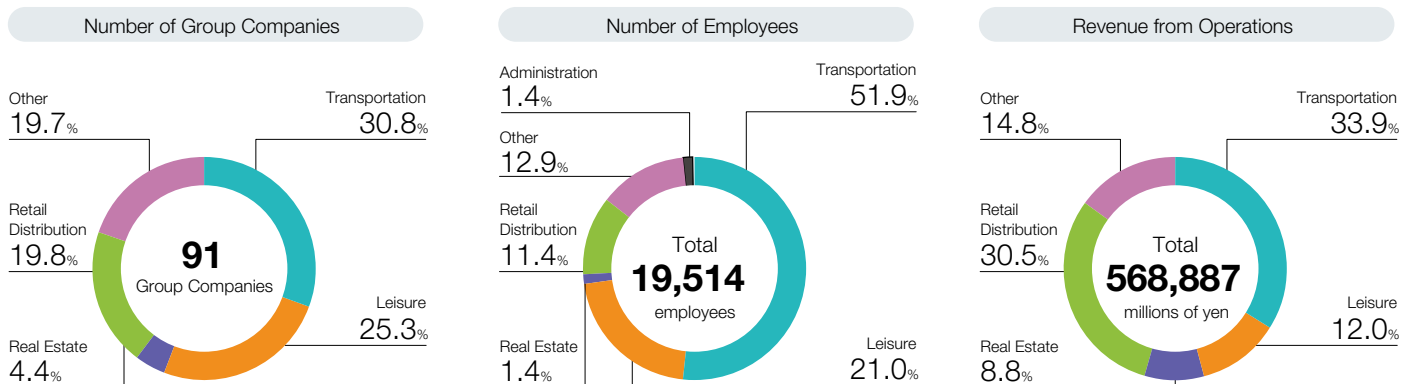 Number of Group Companies
Other
19.7%
Transportation
30.8%
Retail
Distribution
19.8%
91
Group Companies
Leisure
25.3%
Real Estate
4.4%
Number of Employees
Administration
1.4%
Transportation
51.9%
Other
12.9%
Retail
Distribution
11.4%
Total
19,514
employees
Real Estate
1.4%
Leisure
21.0%
Revenue from Operations
Other
14.8%
Transportation
33.9%
Retail
Distribution
30.5%
Total
568,887
millions of yen
Leisure
12.0%
Real Estate
8.8%